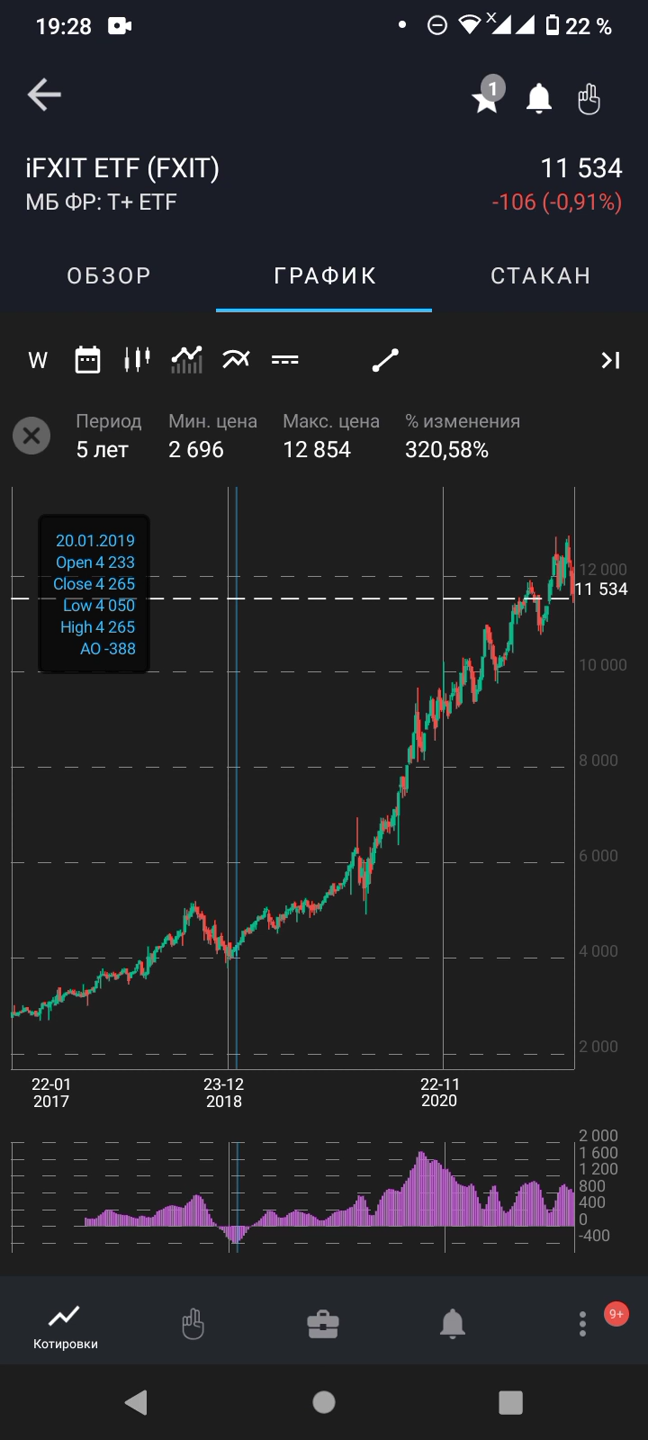 19:28
22 %
1
iFXIT ETF (FXIT)
11 534
МБ ФР: T+ ETF
-106 (-0,91%)
ОБЗОР
ГРАФИК
СТАКАН
W
Период
Мин. цена
Макс. цена
% изменения
5 лет
2 696
12 854
320,58%
20.01.2019
Open 4 233
Close 4 265
Low 4 050
High 4 265
AO -388
12 000
11 534
10 000
8 000
6 000
4 000
2 000
22-01
2017
23-12
2018
22-11
2020
2 000
1 600
1 200
800
400
0
-400
Котировки
9+